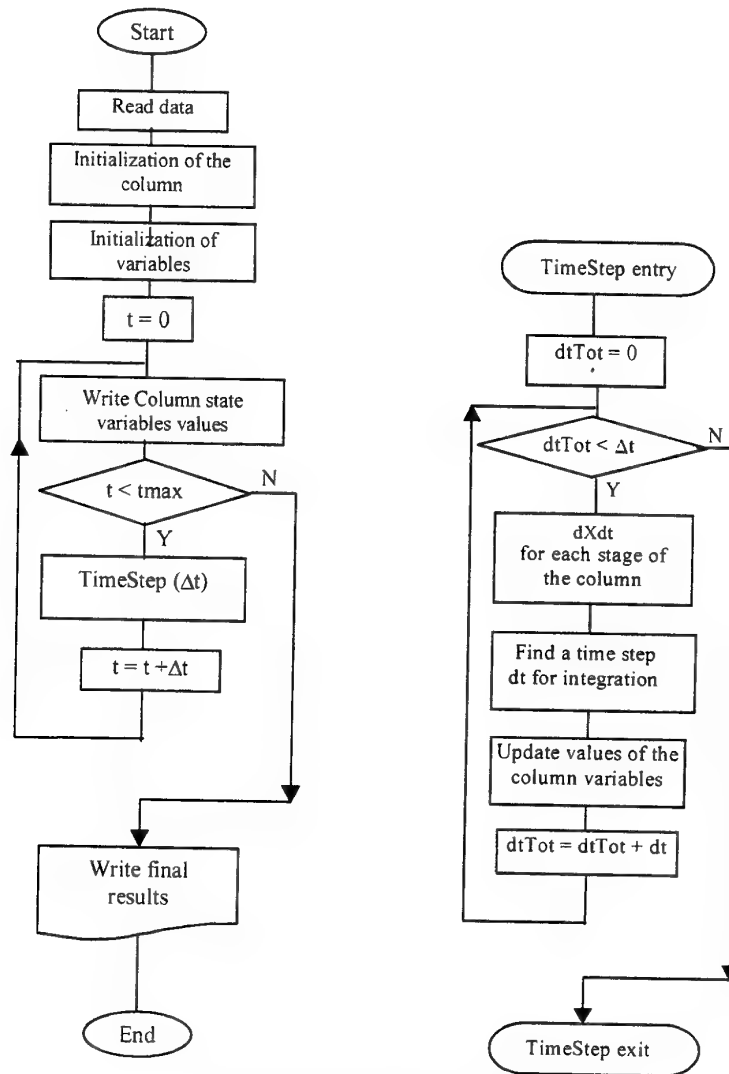 Start
Read data
Initialization of the
column
Initialization of
variables
t = 0
Write Column state
variables values
t < tmax
N
Y
TimeStep (Δt)
t = t +Δt
Write final
results
End
TimeStep entry
dtTot = 0
dtTot < Δt
N
Y
dXdt
for each stage of
the column
Find a time step
dt for integration
Update values of the
column variables
dtTot = dtTot + dt
TimeStep exit